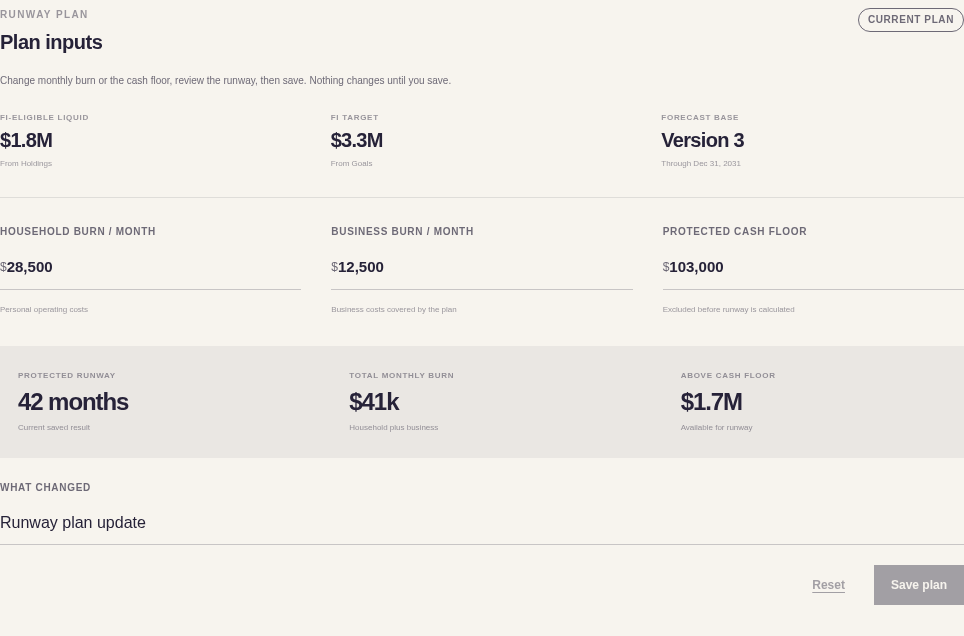 RUNWAY PLAN
CURRENT PLAN
Plan inputs
Change monthly burn or the cash floor, review the runway, then save. Nothing changes until you save.
FI-ELIGIBLE LIQUID
FI TARGET
FORECAST BASE
$1.8M
$3.3M
Version 3
From Holdings
From Goals
Through Dec 31, 2031
HOUSEHOLD BURN / MONTH
BUSINESS BURN / MONTH
PROTECTED CASH FLOOR
$28,500
$12,500
$103,000
Personal operating costs
Business costs covered by the plan
Excluded before runway is calculated
PROTECTED RUNWAY
TOTAL MONTHLY BURN
ABOVE CASH FLOOR
42 months
$41k
$1.7M
Current saved result
Household plus business
Available for runway
WHAT CHANGED
Runway plan update
Reset
Save plan